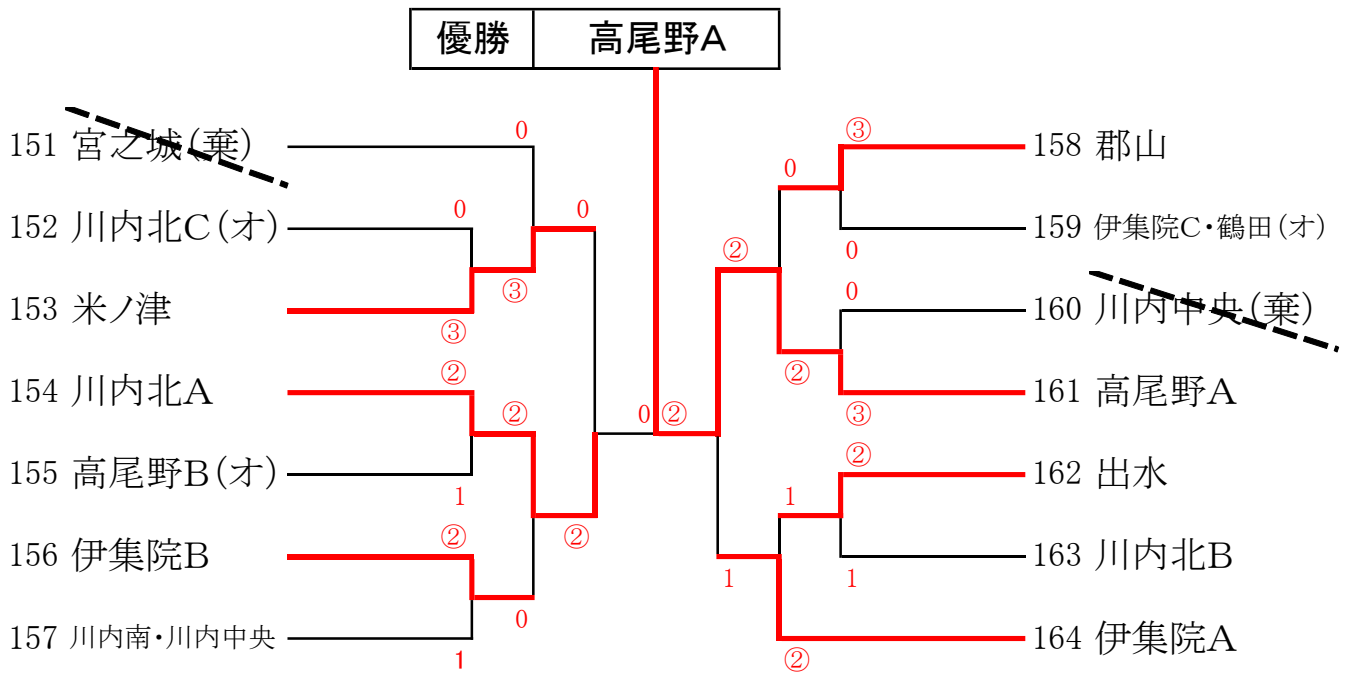 優勝 高尾野A
151 宮之城(棄)
0
152 川内北C(オ)
0
0
③
153 米ノ津
③
154 川内北A
②
②
155 高尾野B(オ)
1
②
156 伊集院B
②
0
157 川内南・川内中央
1
0 ②
③
158 郡山
0
159 伊集院C・鶴田(オ)
0
②
0
160 川内中央(棄)
②
161 高尾野A
③
②
162 出水
1
163 川内北B
1
1
164 伊集院A
②